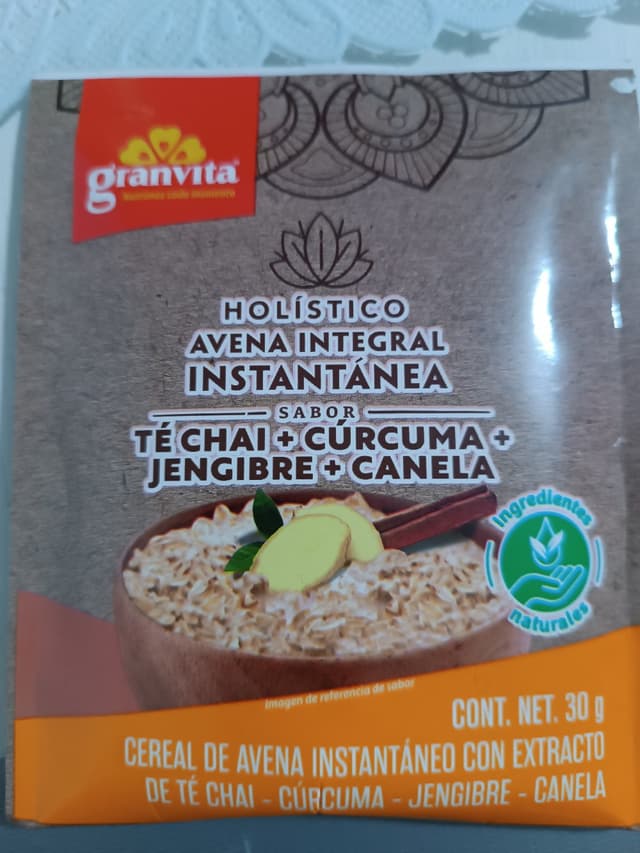 granvita
HOLÍSTICO
AVENA INTEGRAL
INSTANTÁNEA
SABOR
TÉ CHAI + CÚRCUMA +
JENGIBRE + CANELA
ingredientes
naturales
Imagen de referencia de sabor
CONT. NET. 30 g
CEREAL DE AVENA INSTANTÁNEO CON EXTRACTO
DE TÉ CHAI - CÚRCUMA - JENGIBRE - CANELA